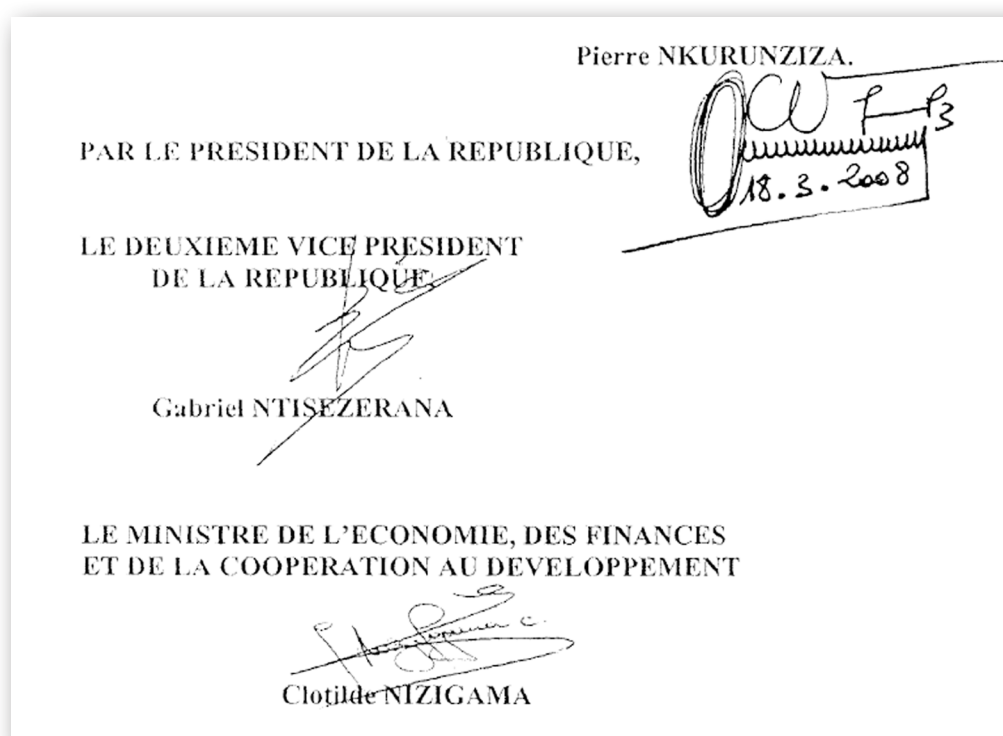 Pierre NKURUNZIZA.
18.3.2008
PAR LE PRESIDENT DE LA REPUBLIQUE,
LE DEUXIEME VICE PRESIDENT
DE LA REPUBLIQUE,
Gabriel NTISEZERANA
LE MINISTRE DE L'ECONOMIE, DES FINANCES
ET DE LA COOPERATION AU DEVELOPPEMENT
Clotilde NIZIGAMA